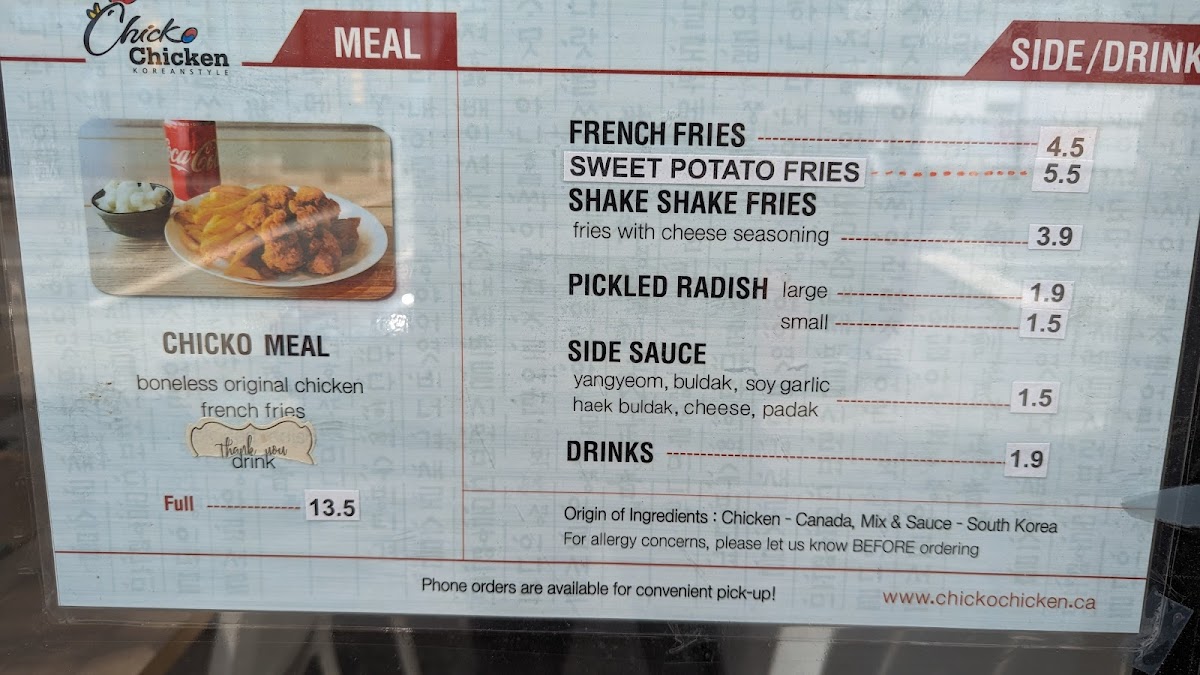 Chicko
Chicken
KOREANSTYLE
MEAL
SIDE/DRINK
Coca-Co
CHICKO MEAL
boneless original chicken
french fries
Thank you
drink
Full 13.5
FRENCH FRIES 4.5
SWEET POTATO FRIES 5.5
SHAKE SHAKE FRIES
fries with cheese seasoning 3.9
PICKLED RADISH large 1.9
small 1.5
SIDE SAUCE
yangyeom, buldak, soy garlic
haek buldak, cheese, padak 1.5
DRINKS 1.9
Origin of Ingredients : Chicken - Canada, Mix & Sauce - South Korea
For allergy concerns, please let us know BEFORE ordering
Phone orders are available for convenient pick-up!
www.chickochicken.ca